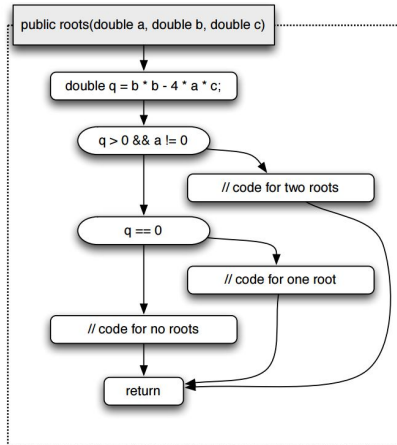 public roots(double a, double b, double c)
double q = b * b - 4 * a * c;
q > 0 && a != 0
// code for two roots
q == 0
// code for one root
// code for no roots
return